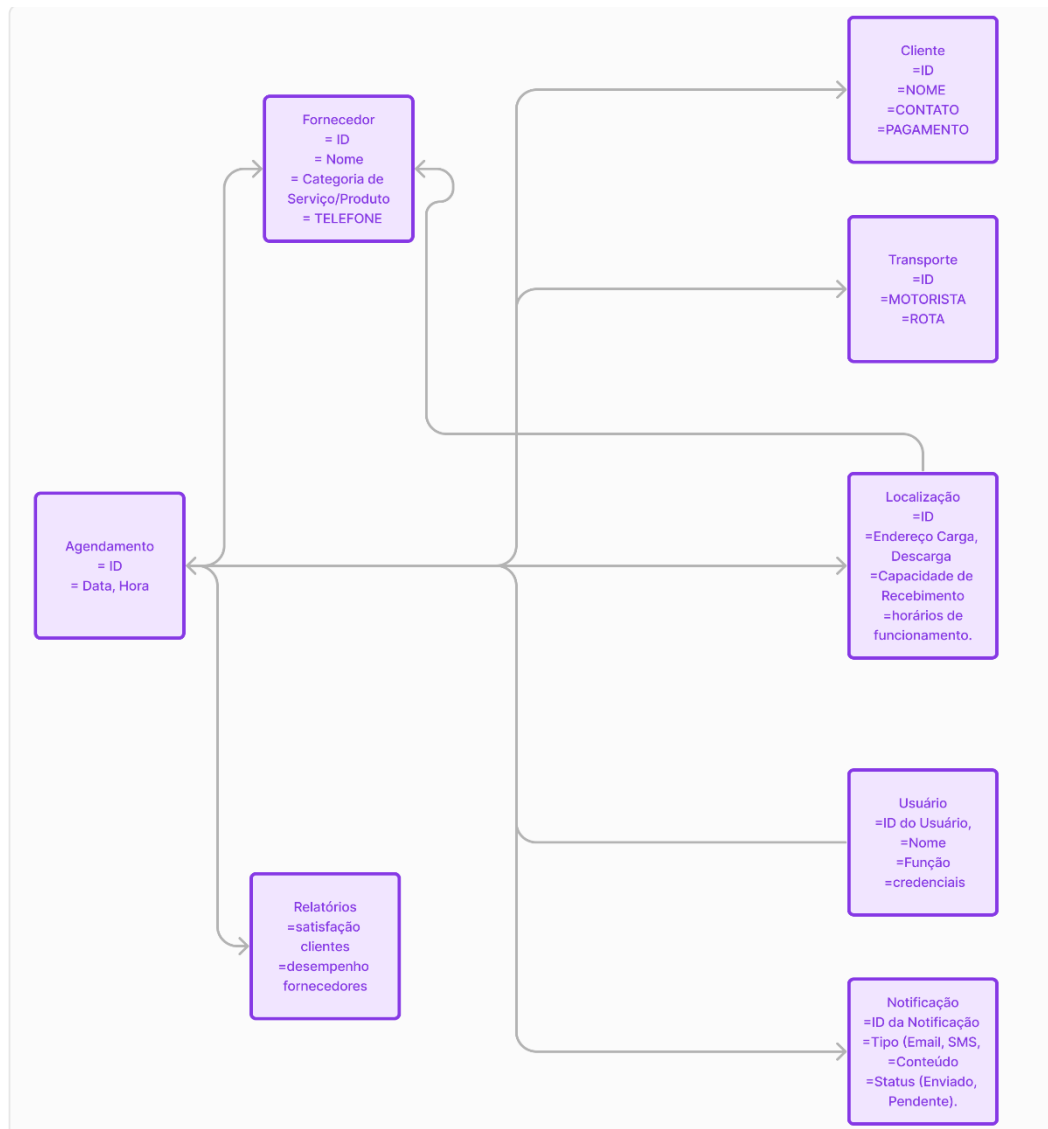 Cliente
=ID
=NOME
=CONTATO
=PAGAMENTO
Fornecedor
= ID
= Nome
= Categoria de
Serviço/Produto
= TELEFONE
Transporte
=ID
=MOTORISTA
=ROTA
Agendamento
= ID
= Data, Hora
Localização
=ID
=Endereço Carga,
Descarga
=Capacidade de
Recebimento
=horários de
funcionamento.
Usuário
=ID do Usuário,
=Nome
=Função
=credenciais
Relatórios
=satisfação
clientes
=desempenho
fornecedores
Notificação
=ID da Notificação
=Tipo (Email, SMS,
=Conteúdo
=Status (Enviado,
Pendente).